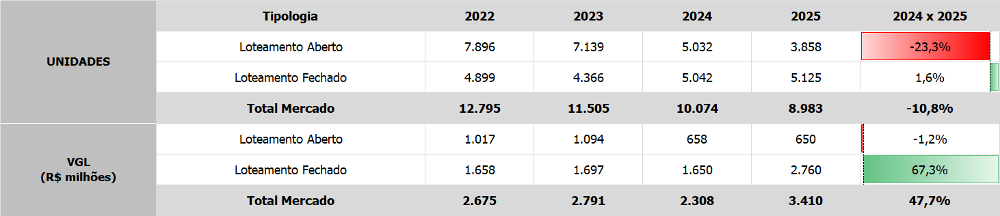 Tipologia 2022 2023 2024 2025 2024 x 2025
UNIDADES
Loteamento Aberto 7.896 7.139 5.032 3.858 -23,3%
Loteamento Fechado 4.899 4.366 5.042 5.125 1,6%
Total Mercado 12.795 11.505 10.074 8.983 -10,8%
VGL
(R$ milhões)
Loteamento Aberto 1.017 1.094 658 650 -1,2%
Loteamento Fechado 1.658 1.697 1.650 2.760 67,3%
Total Mercado 2.675 2.791 2.308 3.410 47,7%